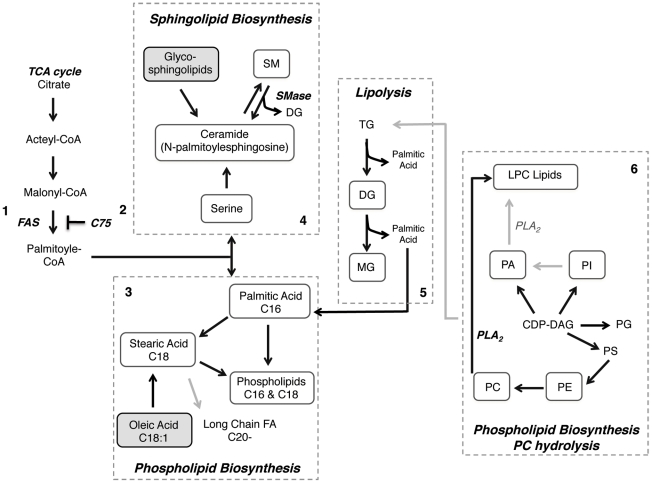 Sphingolipid Biosynthesis
Glyco-
sphingolipids
SM
SMase
DG
Ceramide
(N-palmitoylesphingosine)
Serine
4
TCA cycle
Citrate
Acteyl-CoA
Malonyl-CoA
1
FAS
C75
2
Palmitoyle-
CoA
3
Palmitic Acid
C16
Stearic Acid
C18
Phospholipids
C16 & C18
Oleic Acid
C18:1
Long Chain FA
C20-
Phospholipid Biosynthesis
Lipolysis
TG
Palmitic
Acid
DG
Palmitic
Acid
MG
5
6
LPC Lipids
PLA2
PA
PI
CDP-DAG
PG
PLA2
PS
PC
PE
Phospholipid Biosynthesis
PC hydrolysis